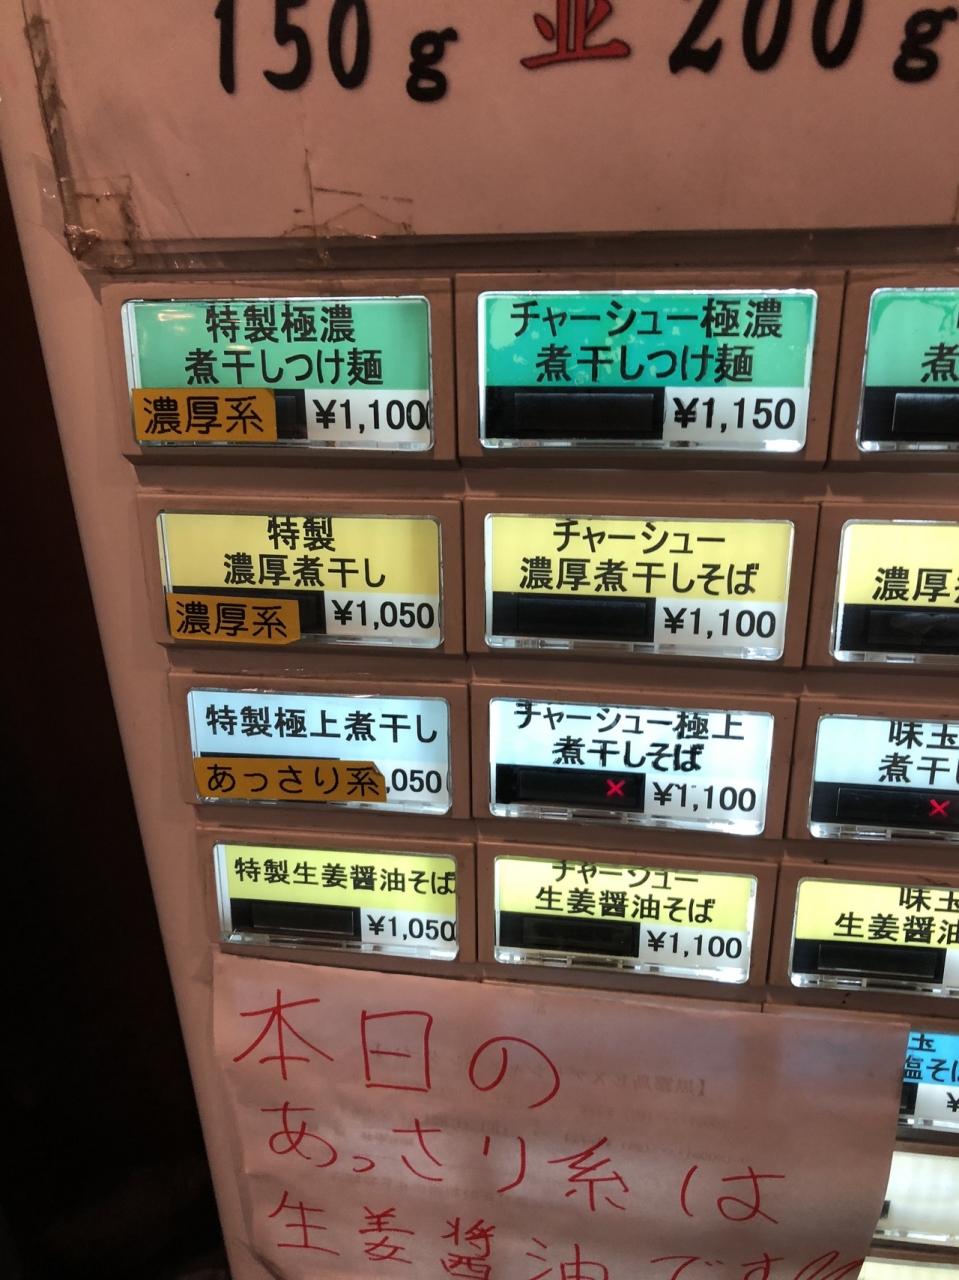 150g 並 200g
特製極濃
煮干しつけ麺
濃厚系 ¥1,100
チャーシュー極濃
煮干しつけ麺
¥1,150
煮
特製
濃厚煮干し
濃厚系 ¥1,050
チャーシュー
濃厚煮干しそば
¥1,100
濃厚
特製極上煮干し
あっさり系 ,050
チャーシュー極上
煮干しそば
× ¥1,100
味玉
煮干し
×
特製生姜醤油そば
¥1,050
チャーシュー
生姜醤油そば
¥1,100
味玉
生姜醤油
玉
塩そば
¥
本日の
あっさり系は
生姜醤油です